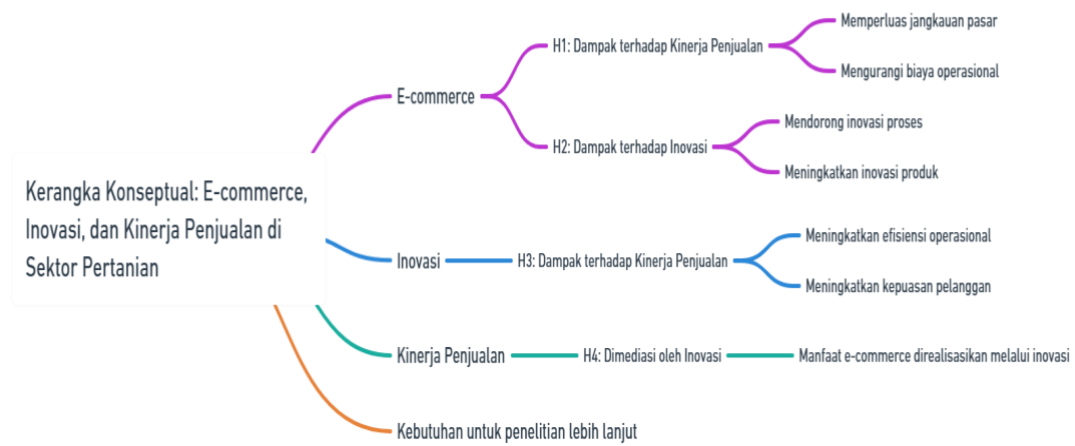 Kerangka Konseptual: E-commerce,
Inovasi, dan Kinerja Penjualan di
Sektor Pertanian
E-commerce
H1: Dampak terhadap Kinerja Penjualan
Memperluas jangkauan pasar
Mengurangi biaya operasional
H2: Dampak terhadap Inovasi
Mendorong inovasi proses
Meningkatkan inovasi produk
Inovasi
H3: Dampak terhadap Kinerja Penjualan
Meningkatkan efisiensi operasional
Meningkatkan kepuasan pelanggan
Kinerja Penjualan
H4: Dimediasi oleh Inovasi
Manfaat e-commerce direalisasikan melalui inovasi
Kebutuhan untuk penelitian lebih lanjut